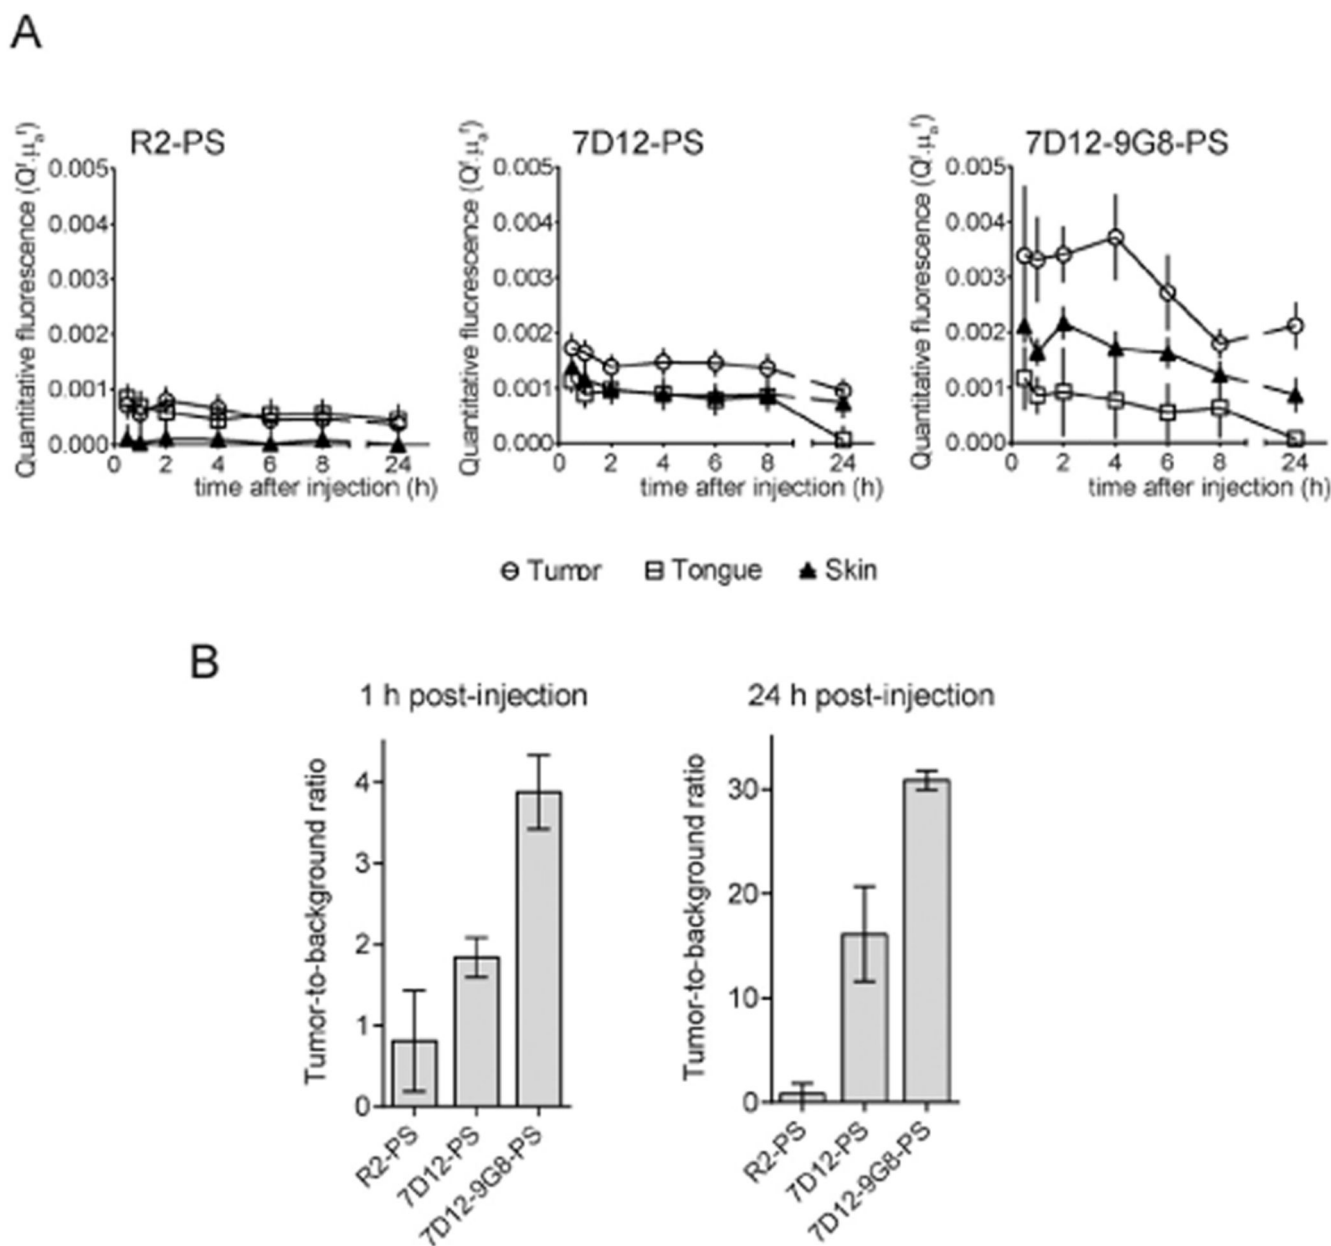 A
R2-PS
7D12-PS
7D12-9G8-PS
Quantitative fluorescence (Qᶠ.μₐᶠ)
0.005
0.004
0.003
0.002
0.001
0.000
0 2 4 6 8 24
time after injection (h)
Quantitative fluorescence (Qᶠ.μₐᶠ)
0.005
0.004
0.003
0.002
0.001
0.000
0 2 4 6 8 24
time after injection (h)
Quantitative fluorescence (Qᶠ.μₐᶠ)
0.005
0.004
0.003
0.002
0.001
0.000
0 2 4 6 8 24
time after injection (h)
Tumor Tongue Skin
B
1 h post-injection
Tumor-to-background ratio
4
3
2
1
0
R2-PS
7D12-PS
7D12-9G8-PS
24 h post-injection
Tumor-to-background ratio
30
20
10
0
R2-PS
7D12-PS
7D12-9G8-PS